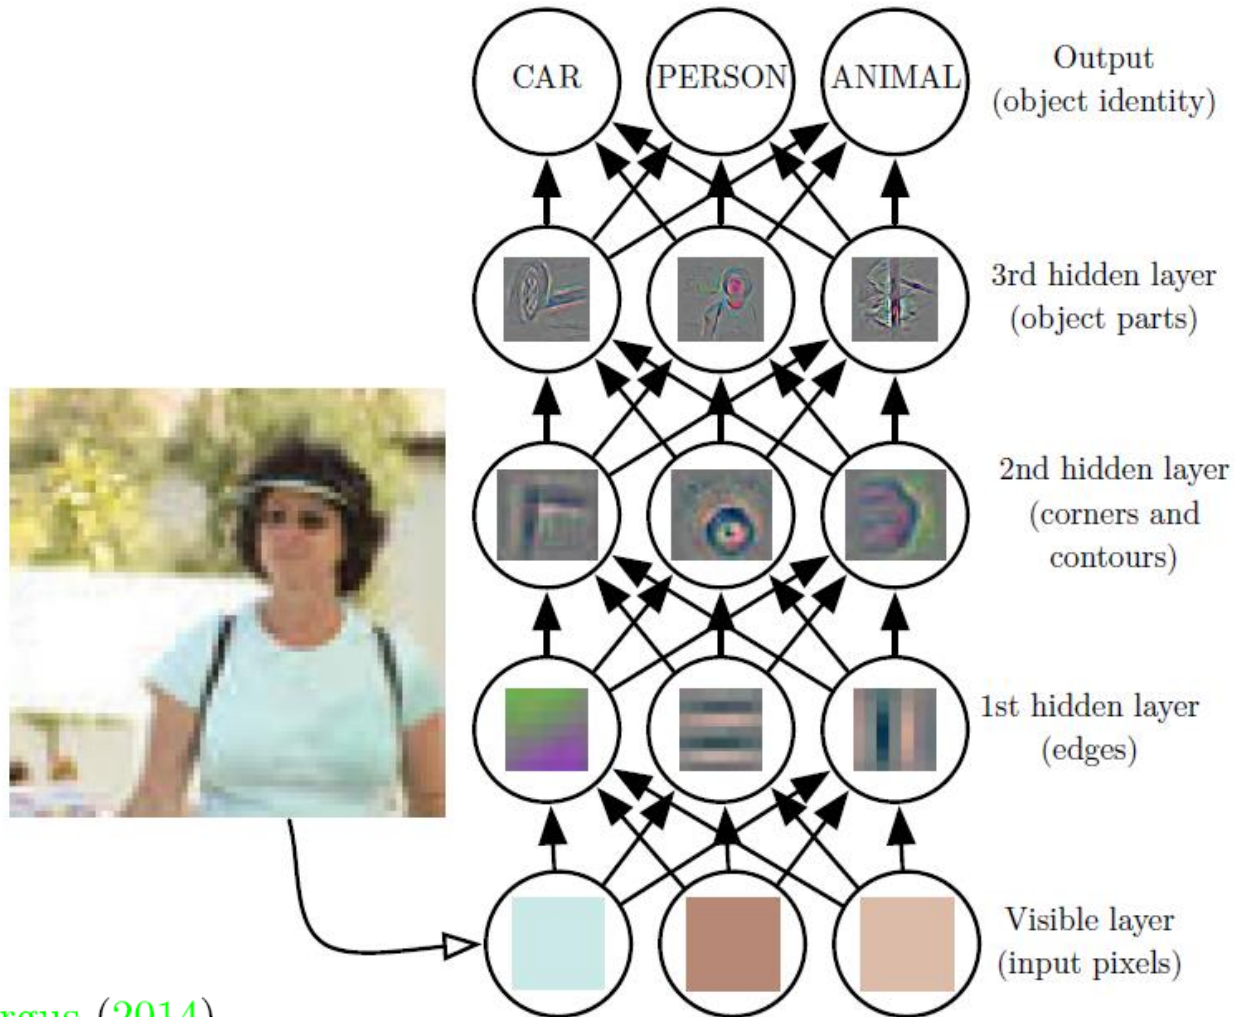 CAR PERSON ANIMAL
Output
(object identity)
3rd hidden layer
(object parts)
2nd hidden layer
(corners and
contours)
1st hidden layer
(edges)
Visible layer
(input pixels)
(2014)